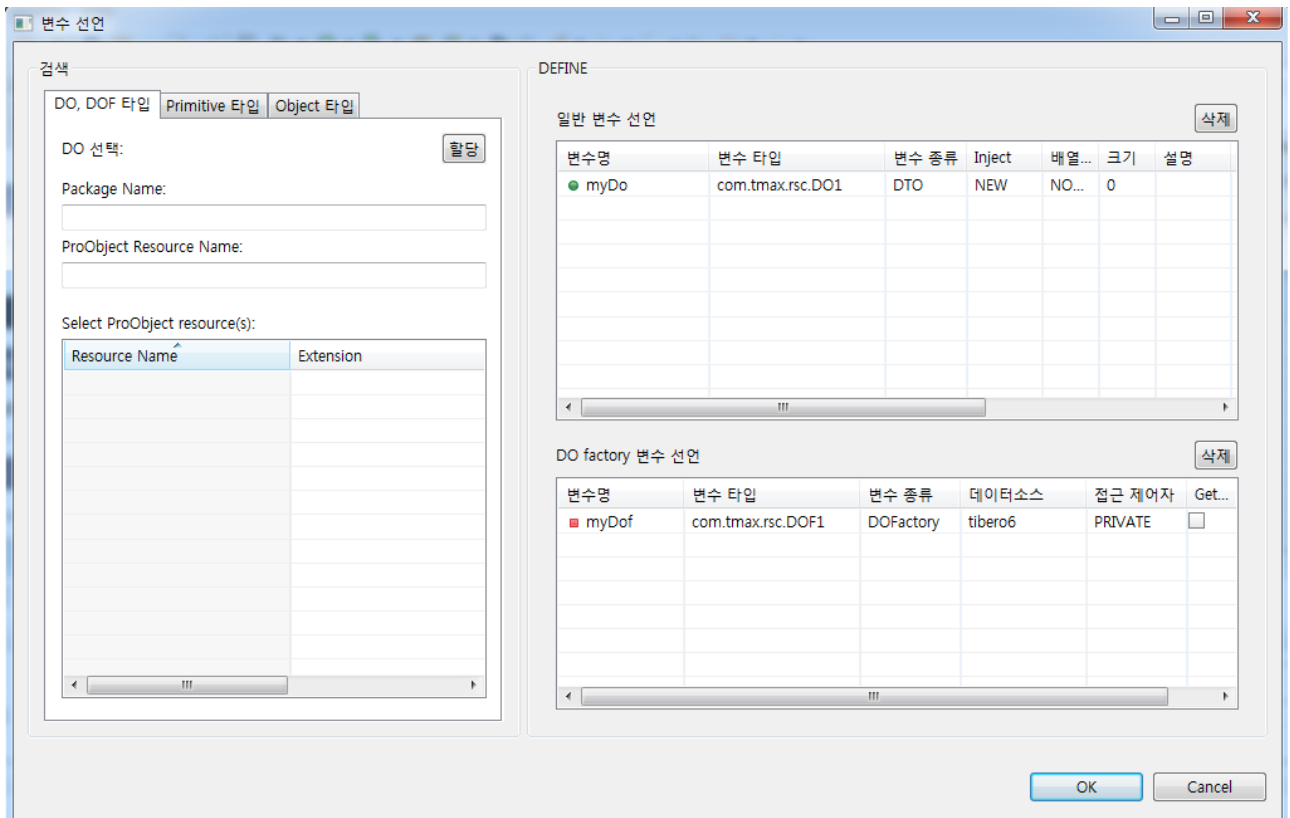 변수 선언
검색
DO, DOF 타입 Primitive 타입 Object 타입
DO 선택: 할당
Package Name:
ProObject Resource Name:
Select ProObject resource(s):
Resource Name Extension
DEFINE
일반 변수 선언 삭제
변수명 변수 타입 변수 종류 Inject 배열... 크기 설명
myDo com.tmax.rsc.DO1 DTO NEW NO... 0
DO factory 변수 선언 삭제
변수명 변수 타입 변수 종류 데이터소스 접근 제어자 Get...
myDof com.tmax.rsc.DOF1 DOFactory tibero6 PRIVATE
OK Cancel